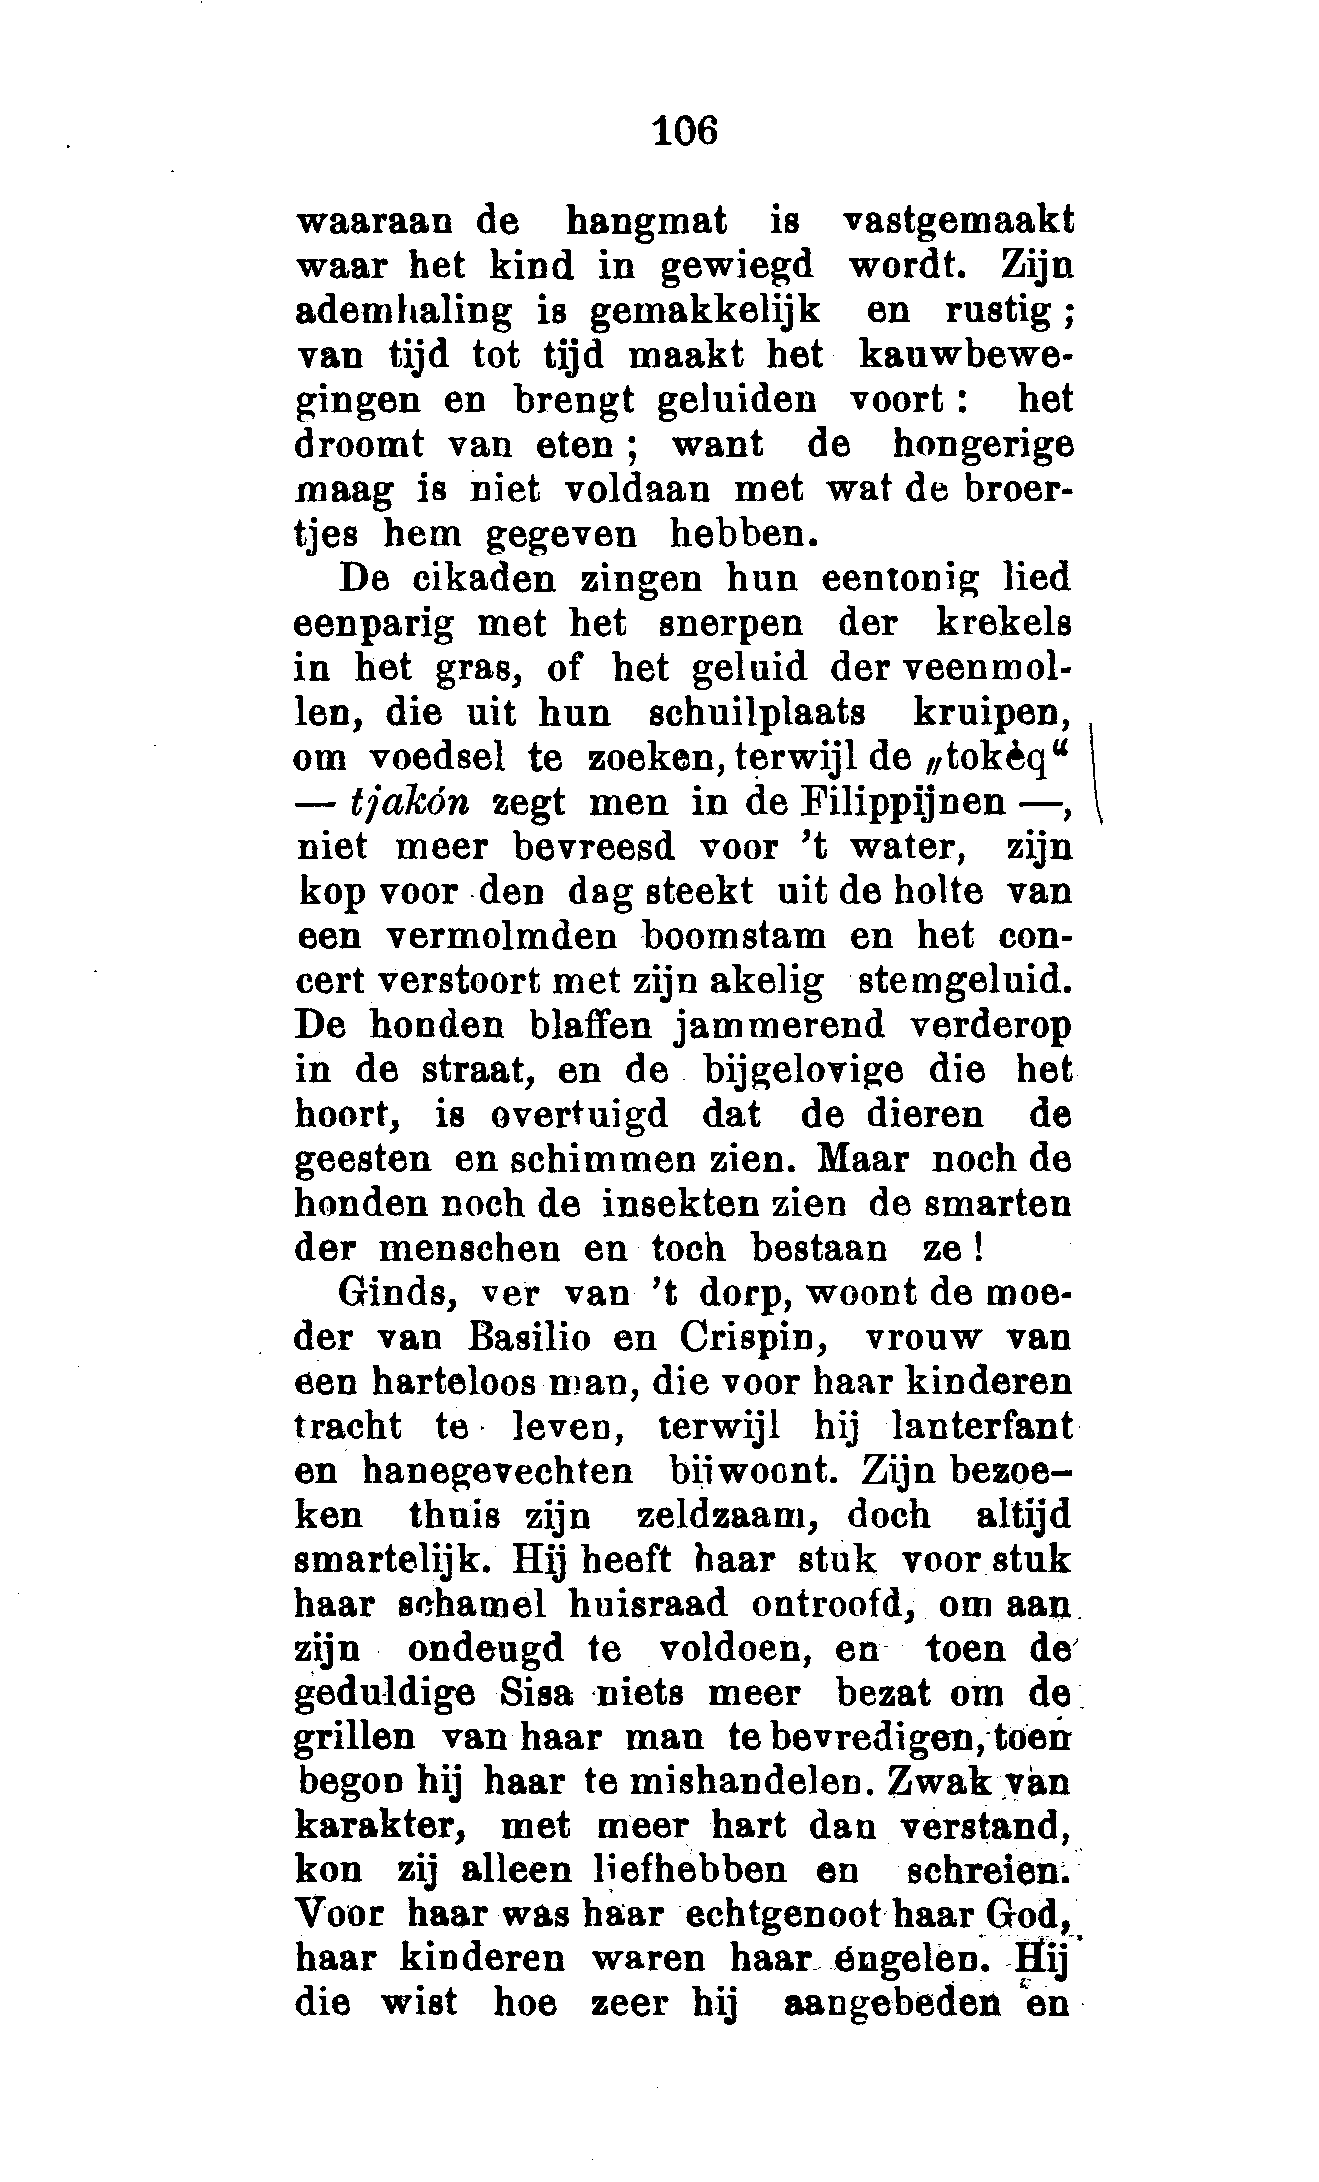 106
waaraan de hangmat is vastgemaakt
waar het kind in gewiegd wordt. Zijn
ademhaling is gemakkelijk en rustig ;
van tijd tot tijd maakt het kauwbewe-
gingen en brengt geluiden voort : het
droomt van eten ; want de hongerige
maag is niet voldaan met wat de broer-
tjes hem gegeven hebben.
De cikaden zingen hun eentonig lied
eenparig met het snerpen der krekels
in het gras, of het geluid der veenmol-
len, die uit hun schuilplaats kruipen,
om voedsel te zoeken, terwijl de „tokèq“
— tjakón zegt men in de Filippijnen —,
niet meer bevreesd voor 't water, zijn
kop voor den dag steekt uit de holte van
een vermolmden boomstam en het con-
cert verstoort met zijn akelig stemgeluid.
De honden blaffen jammerend verderop
in de straat, en de bijgelovige die het
hoort, is overtuigd dat de dieren de
geesten en schimmen zien. Maar noch de
honden noch de insekten zien de smarten
der menschen en toch bestaan ze !
Ginds, ver van 't dorp, woont de moe-
der van Basilio en Crispin, vrouw van
een harteloos man, die voor haar kinderen
tracht te leven, terwijl hij lanterfant
en hanegevechten bijwoont. Zijn bezoe-
ken thuis zijn zeldzaam, doch altijd
smartelijk. Hij heeft haar stuk voor stuk
haar schamel huisraad ontroofd, om aan
zijn ondeugd te voldoen, en toen de
geduldige Sisa niets meer bezat om de
grillen van haar man te bevredigen, toen
begon hij haar te mishandelen. Zwak van
karakter, met meer hart dan verstand,
kon zij alleen liefhebben en schreien.
Voor haar was haar echtgenoot haar God,
haar kinderen waren haar engelen. Hij
die wist hoe zeer hij aangebeden en